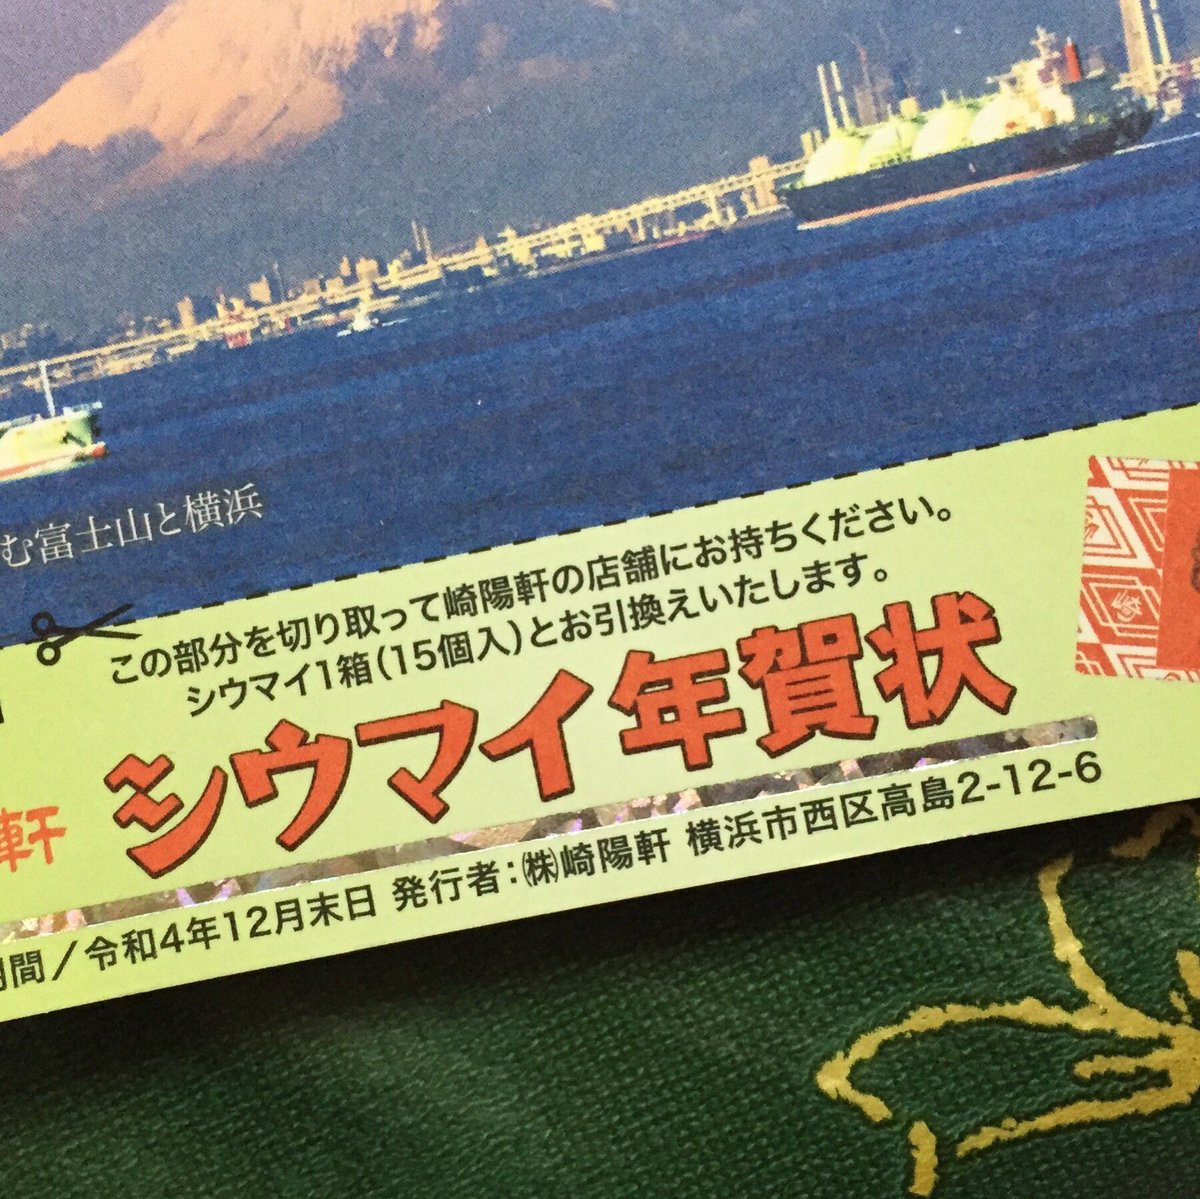 む富士山と横浜
この部分を切り取って崎陽軒の店舗にお持ちください。
シウマイ1箱(15個入)とお引換えいたします。
シウマイ年賀状
軒
期間／令和4年12月末日 発行者:㈱崎陽軒 横浜市西区高島2-12-6